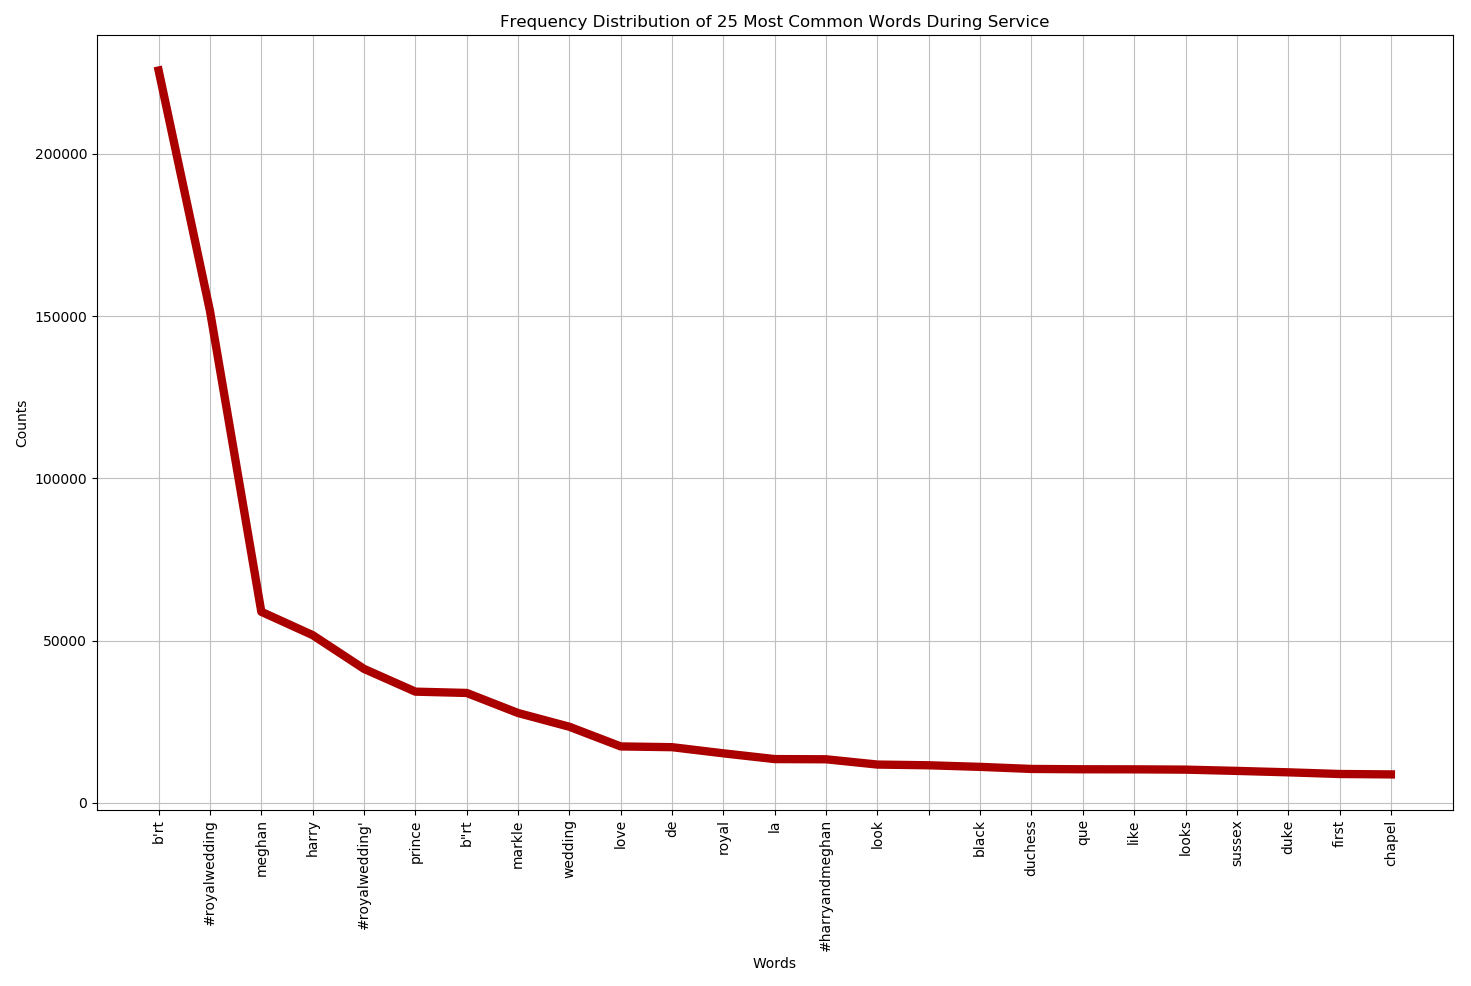 Frequency Distribution of 25 Most Common Words During Service
200000
150000
100000
50000
0
Counts
b'rt
#royalwedding
meghan
harry
#royalwedding'
prince
b"rt
markle
wedding
love
de
royal
la
#harryandmeghan
look
black
duchess
que
like
looks
sussex
duke
first
chapel
Words